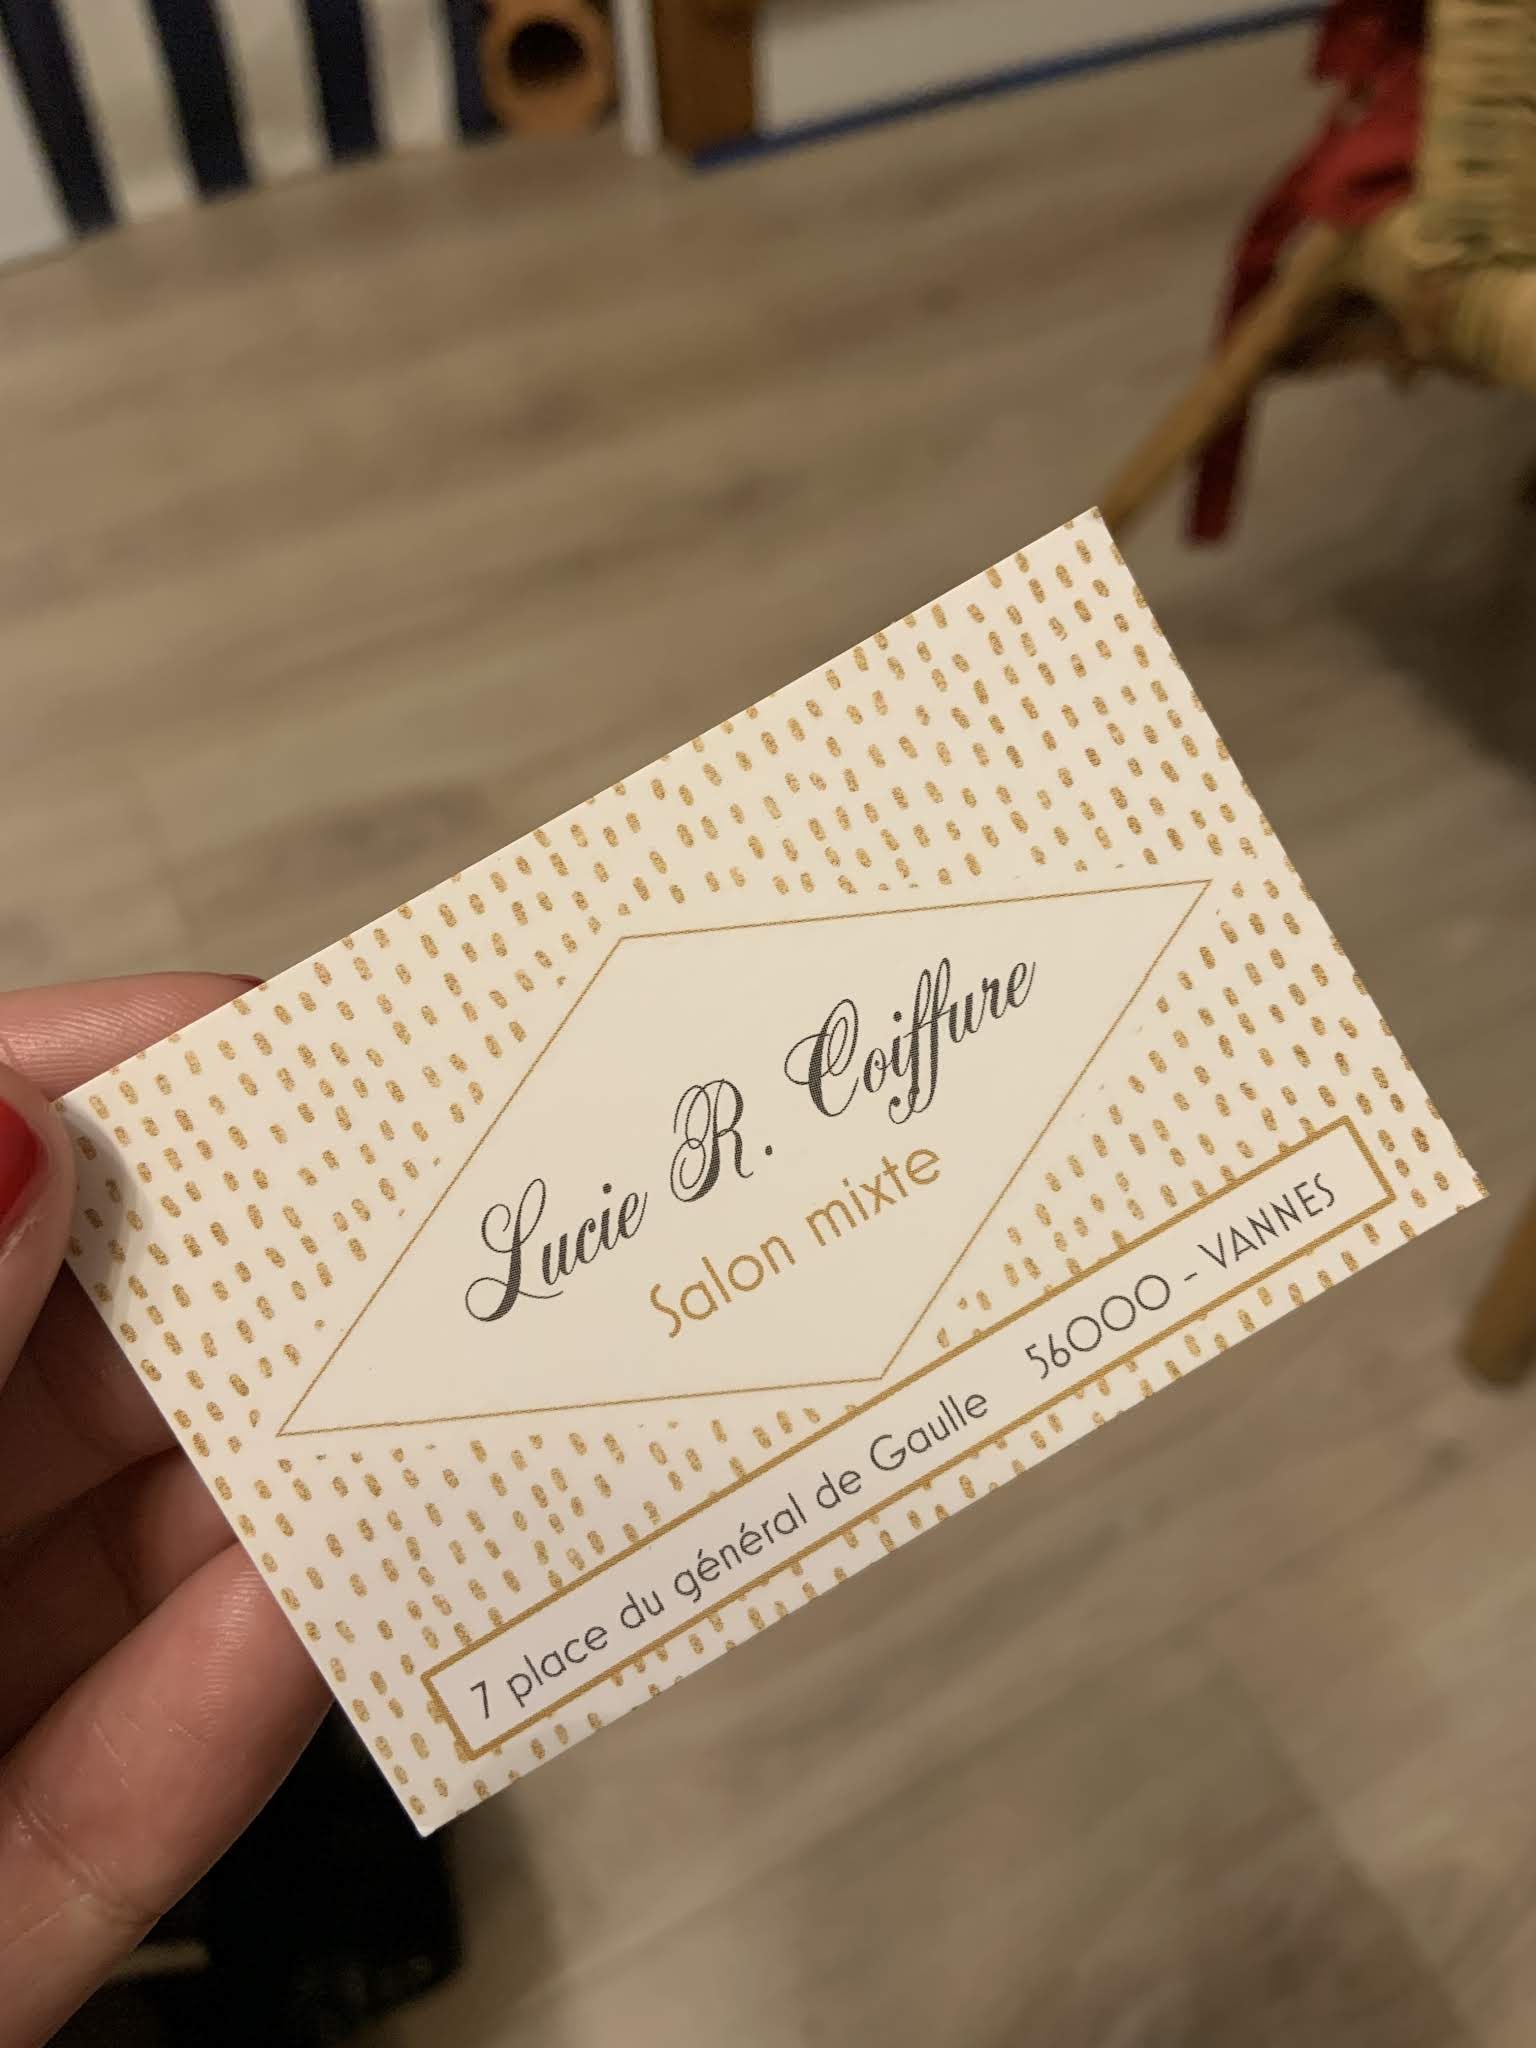 Lucie R. Coiffure
Salon mixte
7 place du général de Gaulle 56000 - VANNES